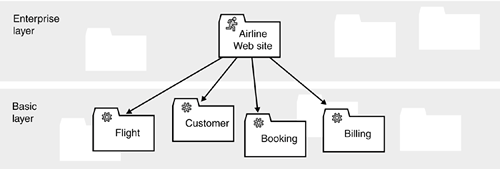 Enterprise
layer
Airline
Web site
Basic
layer
Flight
Customer
Booking
Billing